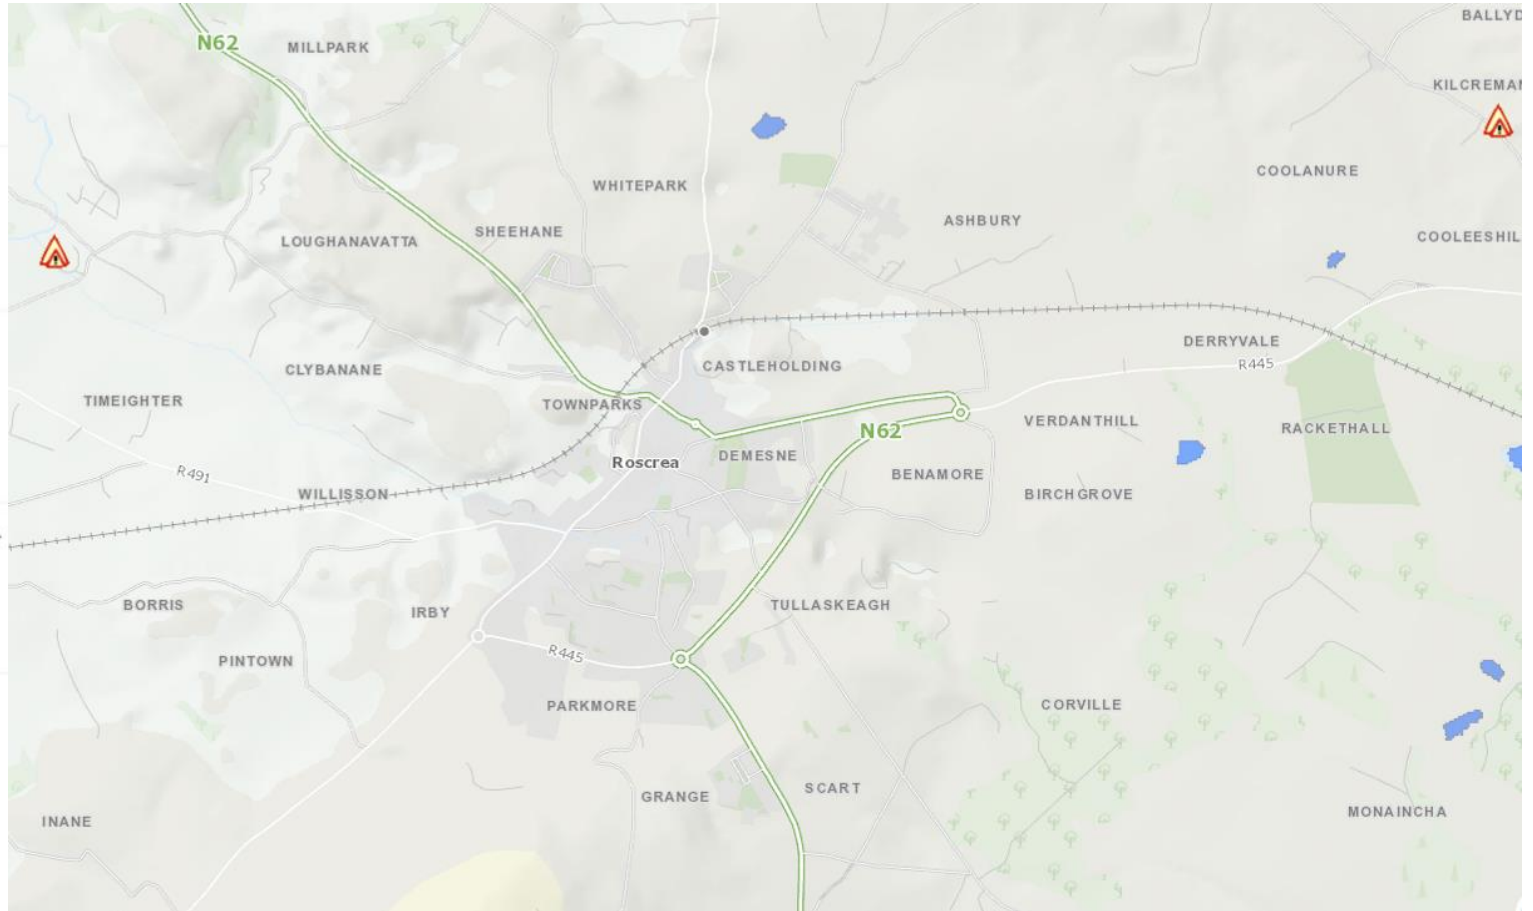 BALLYD
N62
MILLPARK
KILCREMAN
COOLANURE
WHITEPARK
ASHBURY
SHEEHANE
COOLEESHIL
LOUGHANAVATTA
DERRYVALE
R445
CASTLEHOLDING
CLYBANANE
TIMEIGHTER
TOWNPARKS
VERDANTHILL
N62
RACKETHALL
DEMESNE
Roscrea
R491
BENAMORE
WILLISSON
BIRCHGROVE
BORRIS
TULLASKEAGH
IRBY
R445
PINTOWN
PARKMORE
CORVILLE
SCART
GRANGE
MONAINCHA
INANE